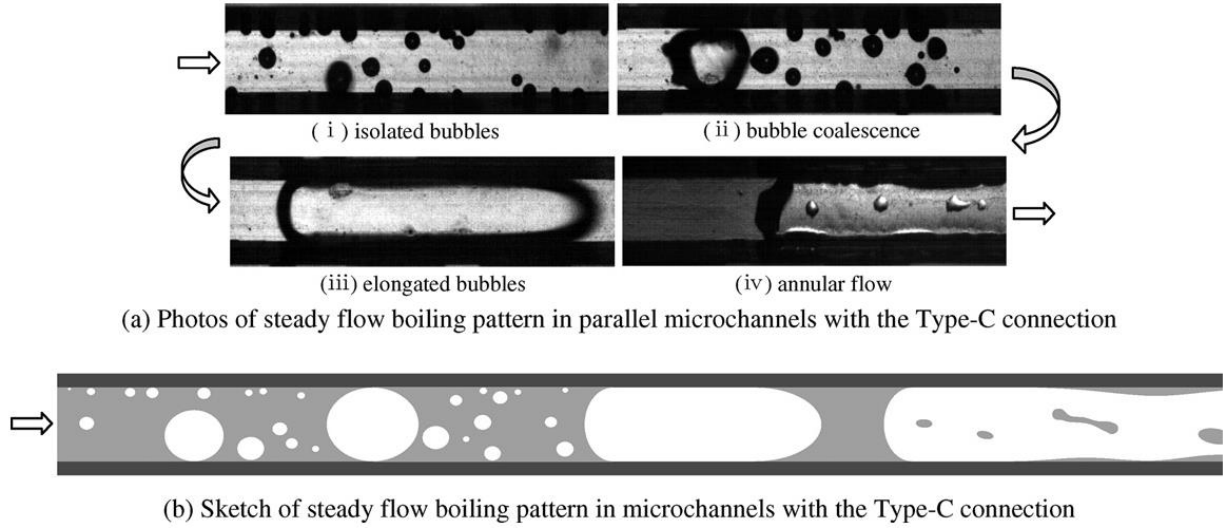 (i) isolated bubbles
(ii) bubble coalescence
(iii) elongated bubbles
(iv) annular flow
(a) Photos of steady flow boiling pattern in parallel microchannels with the Type-C connection
(b) Sketch of steady flow boiling pattern in microchannels with the Type-C connection